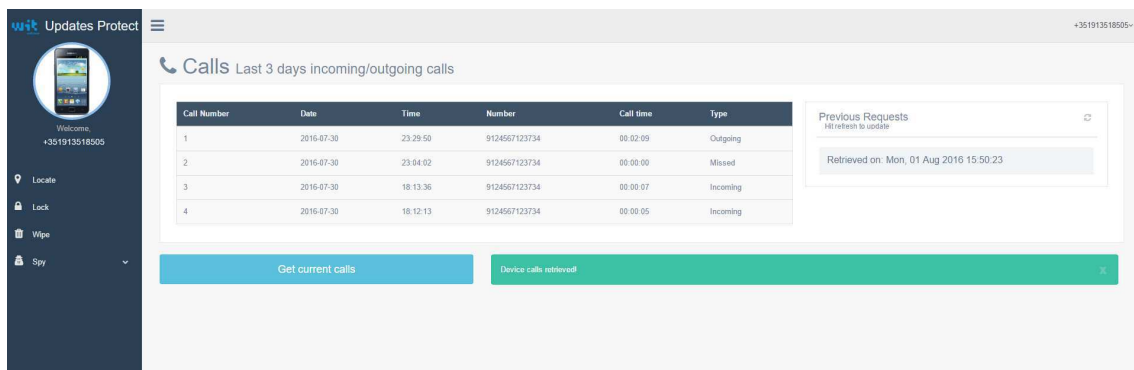 wit Updates Protect
+351913518505
Welcome,
+351913518505
Locate
Lock
Wipe
Spy
Calls Last 3 days incoming/outgoing calls
Call Number Date Time Number Call time Type
1 2016-07-30 23:29:50 9124567123734 00:02:09 Outgoing
2 2016-07-30 23:04:02 9124567123734 00:00:00 Missed
3 2016-07-30 18:13:36 9124567123734 00:00:07 Incoming
4 2016-07-30 18:12:13 9124567123734 00:00:05 Incoming
Previous Requests
Hit refresh to update
Retrieved on: Mon, 01 Aug 2016 15:50:23
Get current calls
Device calls retrieved!
X